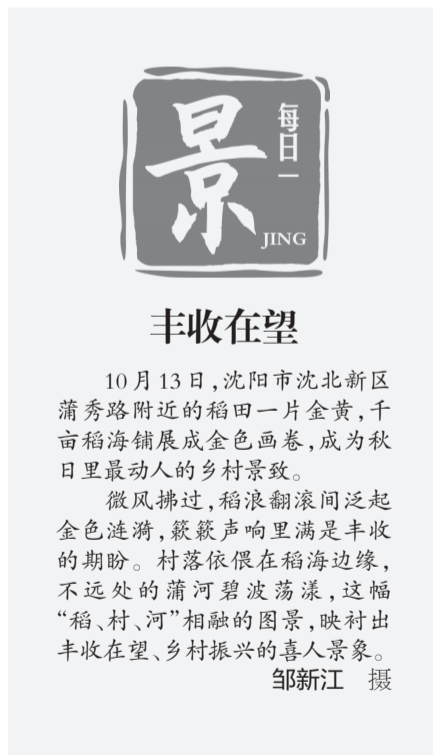 每日一
景
JING
丰收在望
10月13日,沈阳市沈北新区
蒲秀路附近的稻田一片金黄,千
亩稻海铺展成金色画卷,成为秋
日里最动人的乡村景致。
微风拂过,稻浪翻滚间泛起
金色涟漪,簌簌声响里满是丰收
的期盼。村落依偎在稻海边缘,
不远处的蒲河碧波荡漾,这幅
“稻、村、河”相融的图景,映衬出
丰收在望、乡村振兴的喜人景象。
邹新江 摄